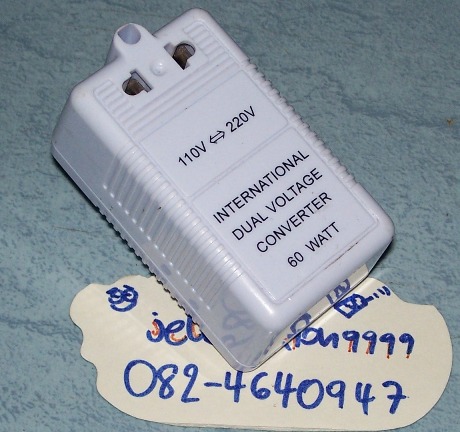 110V ⇔ 220V
INTERNATIONAL
DUAL VOLTAGE
CONVERTER
60 WATT
082-4640947